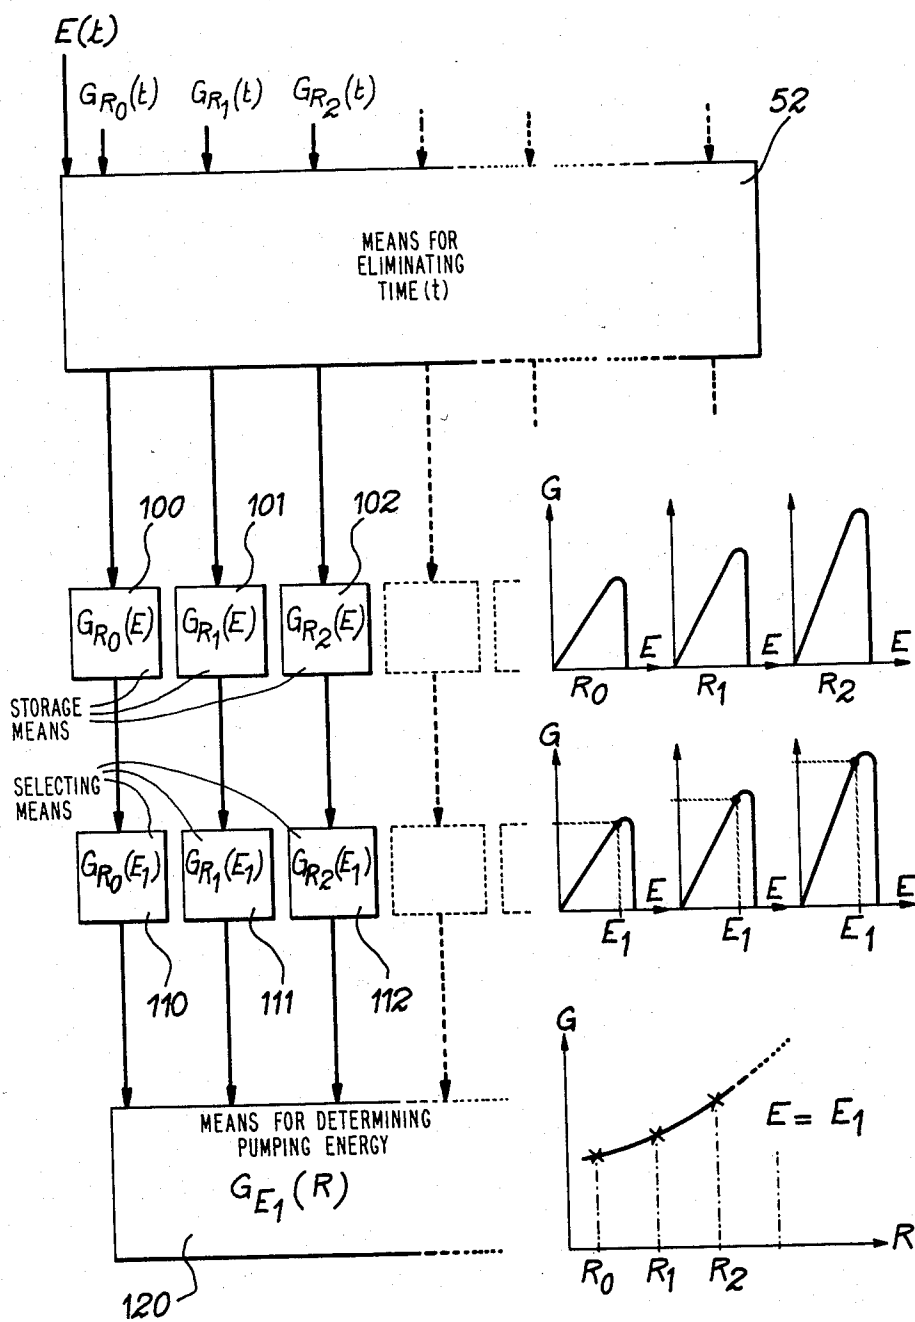 E(t)
G_{R_0}(t) G_{R_1}(t) G_{R_2}(t)
52
MEANS FOR
ELIMINATING
TIME (t)
100 101 102
G_{R_0}(E) G_{R_1}(E) G_{R_2}(E)
G
E E E
R_0 R_1 R_2
STORAGE
MEANS
SELECTING
MEANS
G_{R_0}(E_1) G_{R_1}(E_1) G_{R_2}(E_1)
G
E E E
E_1 E_1 E_1
110 111 112
MEANS FOR DETERMINING
PUMPING ENERGY
G_{E_1}(R)
120
G
E = E_1
R
R_0 R_1 R_2